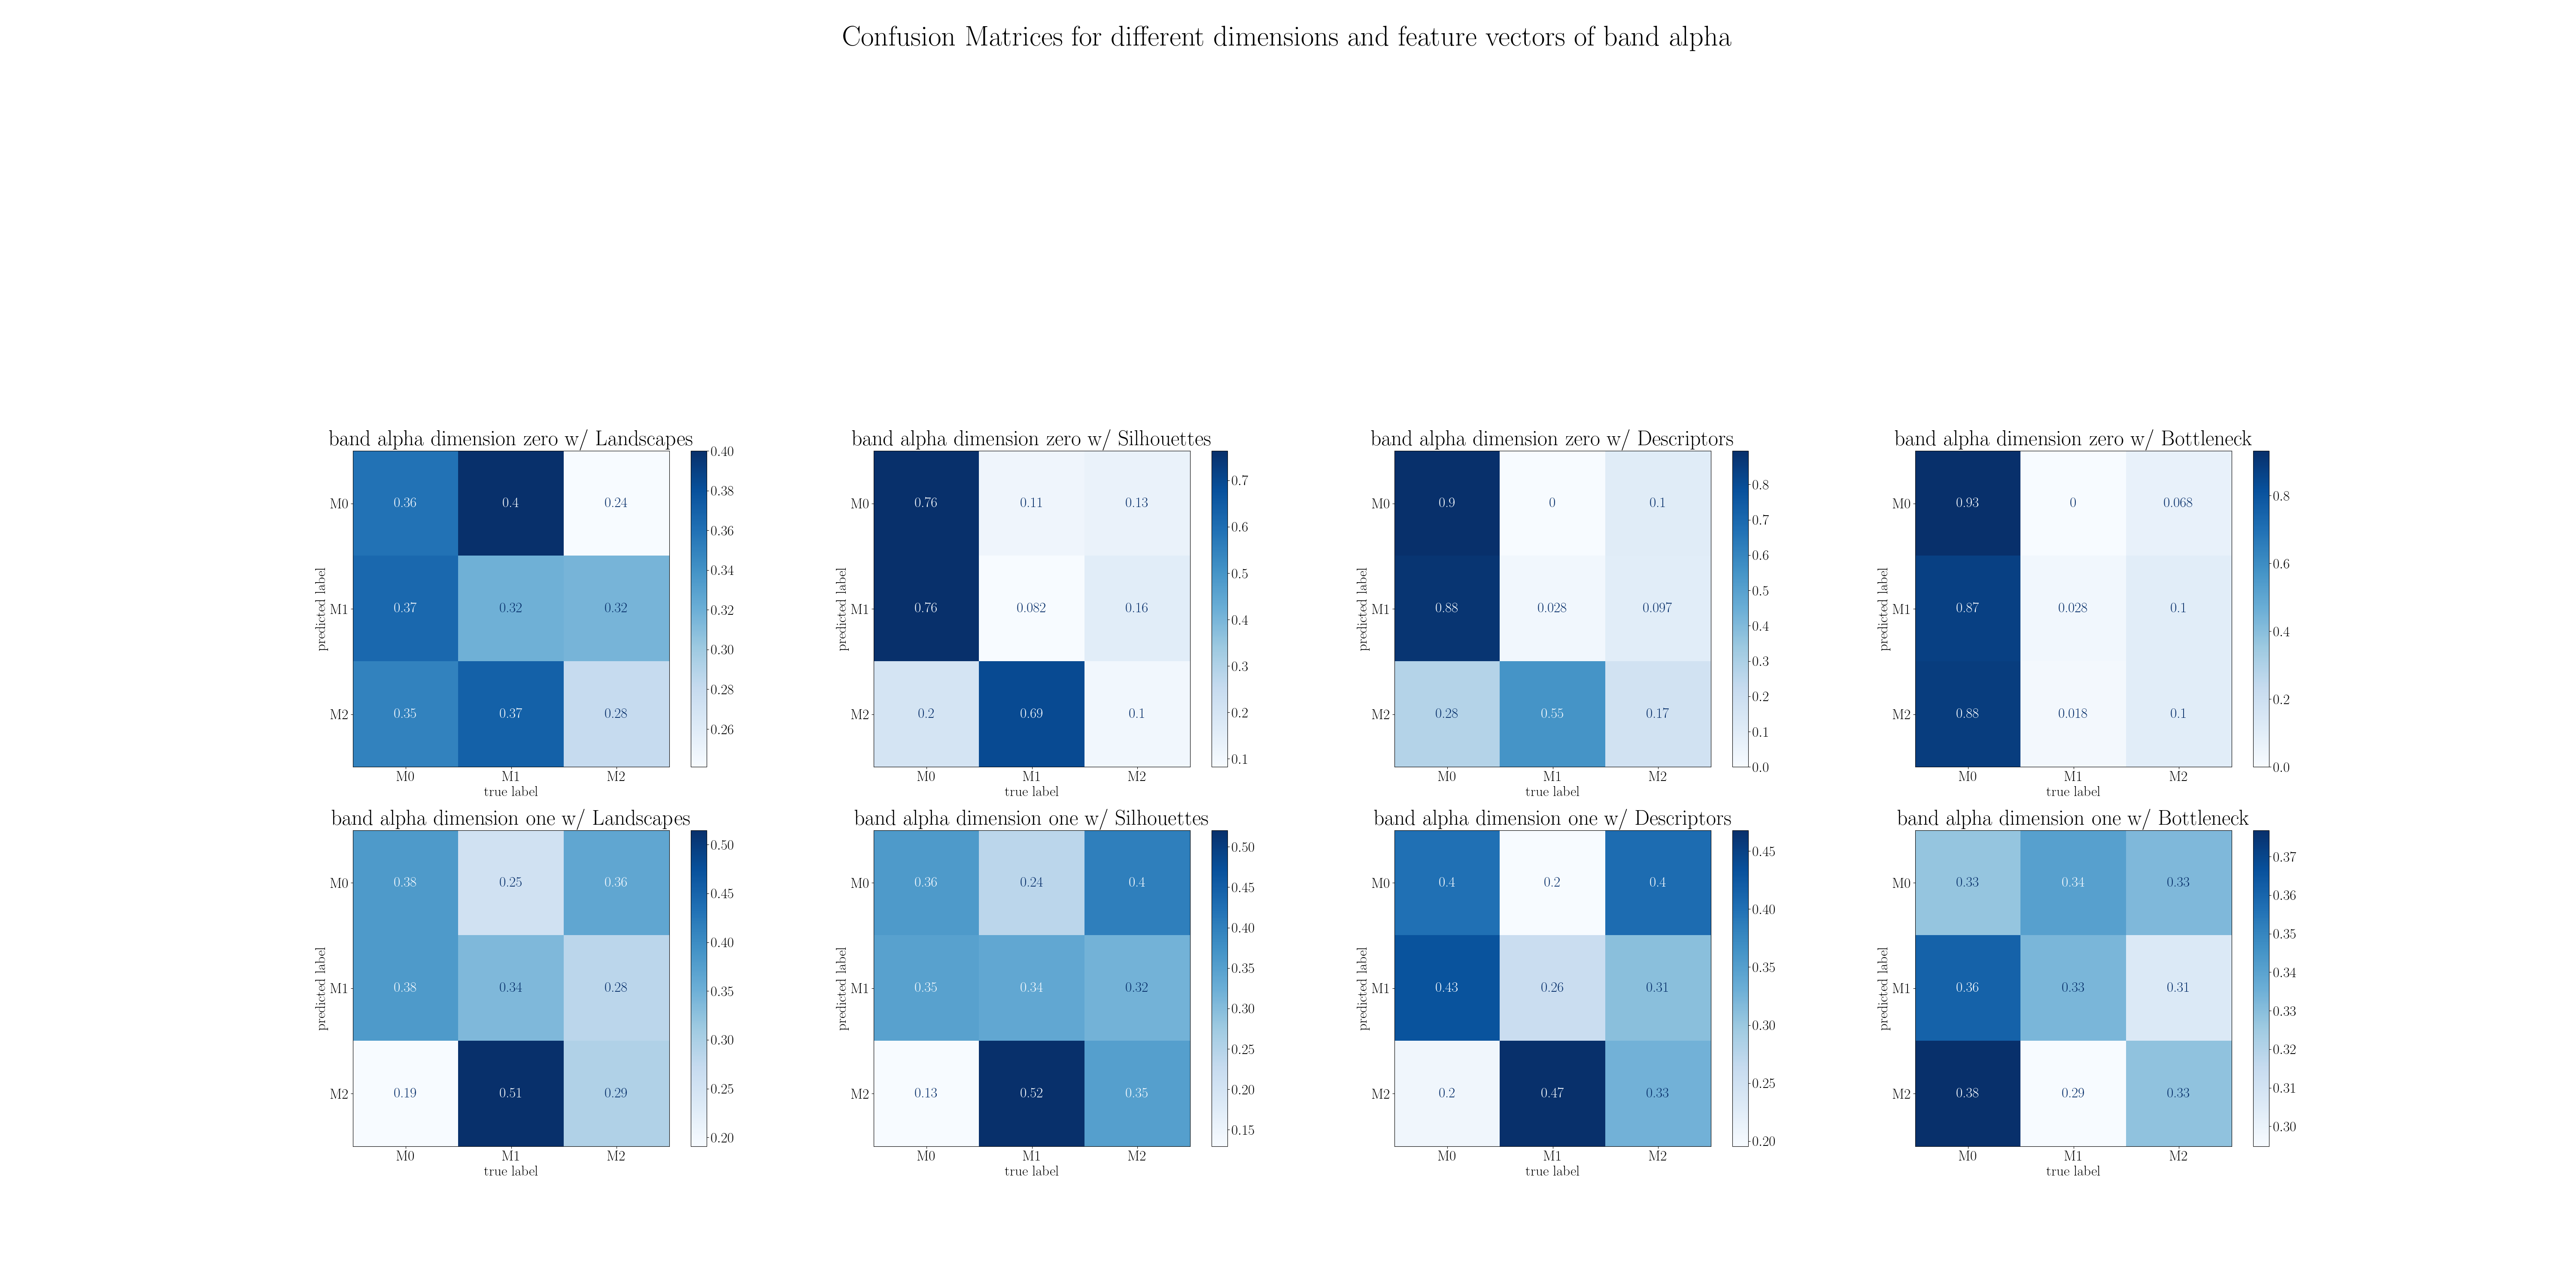 Confusion Matrices for different dimensions and feature vectors of band alpha
band alpha dimension zero w/ Landscapes
predicted label
M0 0.36 0.4 0.24
M1 0.37 0.32 0.32
M2 0.35 0.37 0.28
M0 M1 M2
true label
0.40
0.38
0.36
0.34
0.32
0.30
0.28
0.26
band alpha dimension zero w/ Silhouettes
predicted label
M0 0.76 0.11 0.13
M1 0.76 0.082 0.16
M2 0.2 0.69 0.1
M0 M1 M2
true label
0.7
0.6
0.5
0.4
0.3
0.2
0.1
band alpha dimension zero w/ Descriptors
predicted label
M0 0.9 0 0.1
M1 0.88 0.028 0.097
M2 0.28 0.55 0.17
M0 M1 M2
true label
0.8
0.7
0.6
0.5
0.4
0.3
0.2
0.1
0.0
band alpha dimension zero w/ Bottleneck
predicted label
M0 0.93 0 0.068
M1 0.87 0.028 0.1
M2 0.88 0.018 0.1
M0 M1 M2
true label
0.8
0.6
0.4
0.2
0.0
band alpha dimension one w/ Landscapes
predicted label
M0 0.38 0.25 0.36
M1 0.38 0.34 0.28
M2 0.19 0.51 0.29
M0 M1 M2
true label
0.50
0.45
0.40
0.35
0.30
0.25
0.20
band alpha dimension one w/ Silhouettes
predicted label
M0 0.36 0.24 0.4
M1 0.35 0.34 0.32
M2 0.13 0.52 0.35
M0 M1 M2
true label
0.50
0.45
0.40
0.35
0.30
0.25
0.20
0.15
band alpha dimension one w/ Descriptors
predicted label
M0 0.4 0.2 0.4
M1 0.43 0.26 0.31
M2 0.2 0.47 0.33
M0 M1 M2
true label
0.45
0.40
0.35
0.30
0.25
0.20
band alpha dimension one w/ Bottleneck
predicted label
M0 0.33 0.34 0.33
M1 0.36 0.33 0.31
M2 0.38 0.29 0.33
M0 M1 M2
true label
0.37
0.36
0.35
0.34
0.33
0.32
0.31
0.30